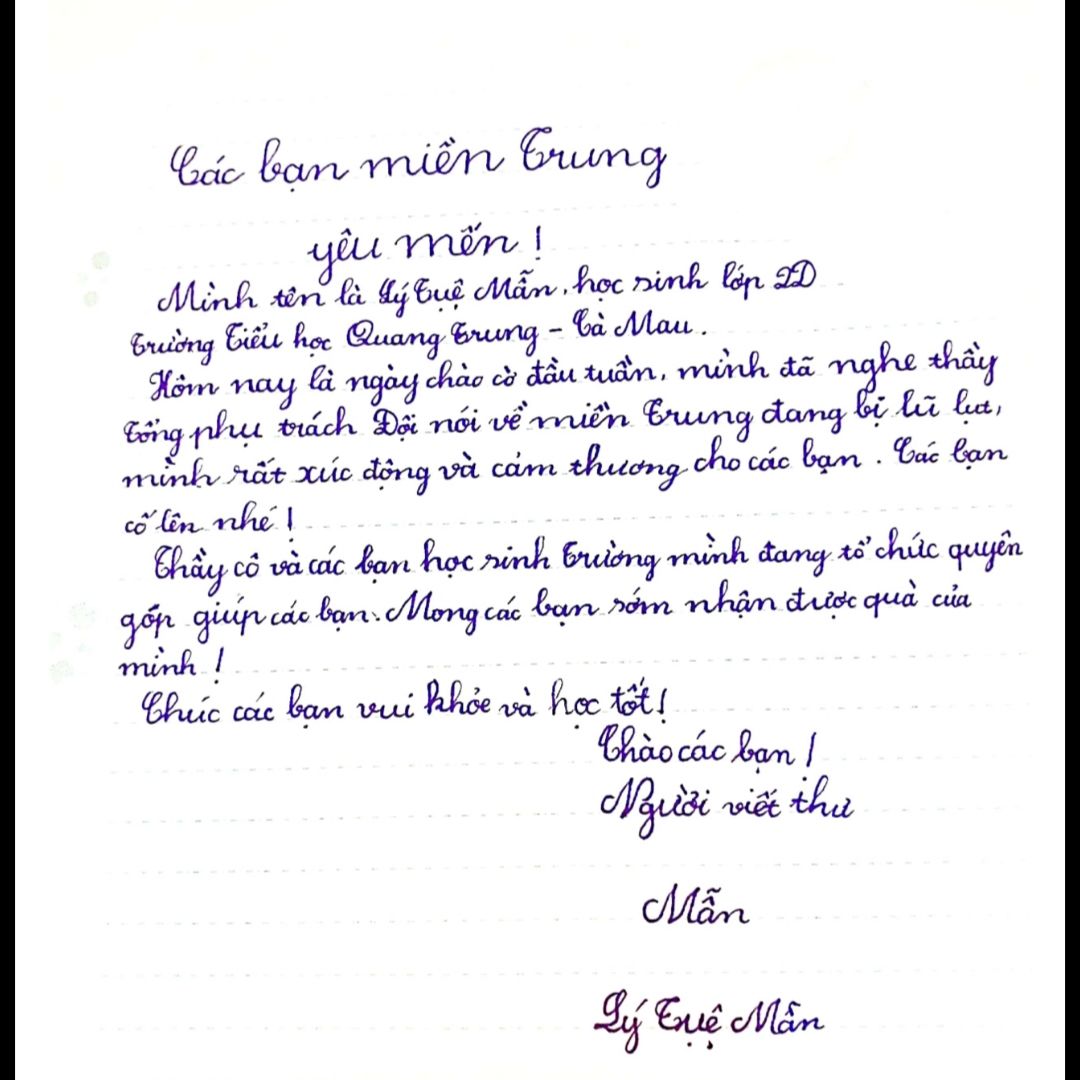 Các bạn miền Trung
yêu mến !
Mình tên là Lý Tuệ Mẫn, học sinh lớp 2D
Trường Tiểu học Quang Trung - Cà Mau.
Hôm nay là ngày chào cờ đầu tuần, mình đã nghe thầy
Tổng phụ trách Đội nói về miền Trung đang bị lũ lụt,
mình rất xúc động và cảm thương cho các bạn. Các bạn
cố lên nhé !
Thầy cô và các bạn học sinh Trường mình đang tổ chức quyên
góp giúp các bạn. Mong các bạn sớm nhận được quà của
mình !
Chúc các bạn vui khỏe và học tốt !
Chào các bạn !
Người viết thư
Mẫn
Lý Tuệ Mẫn